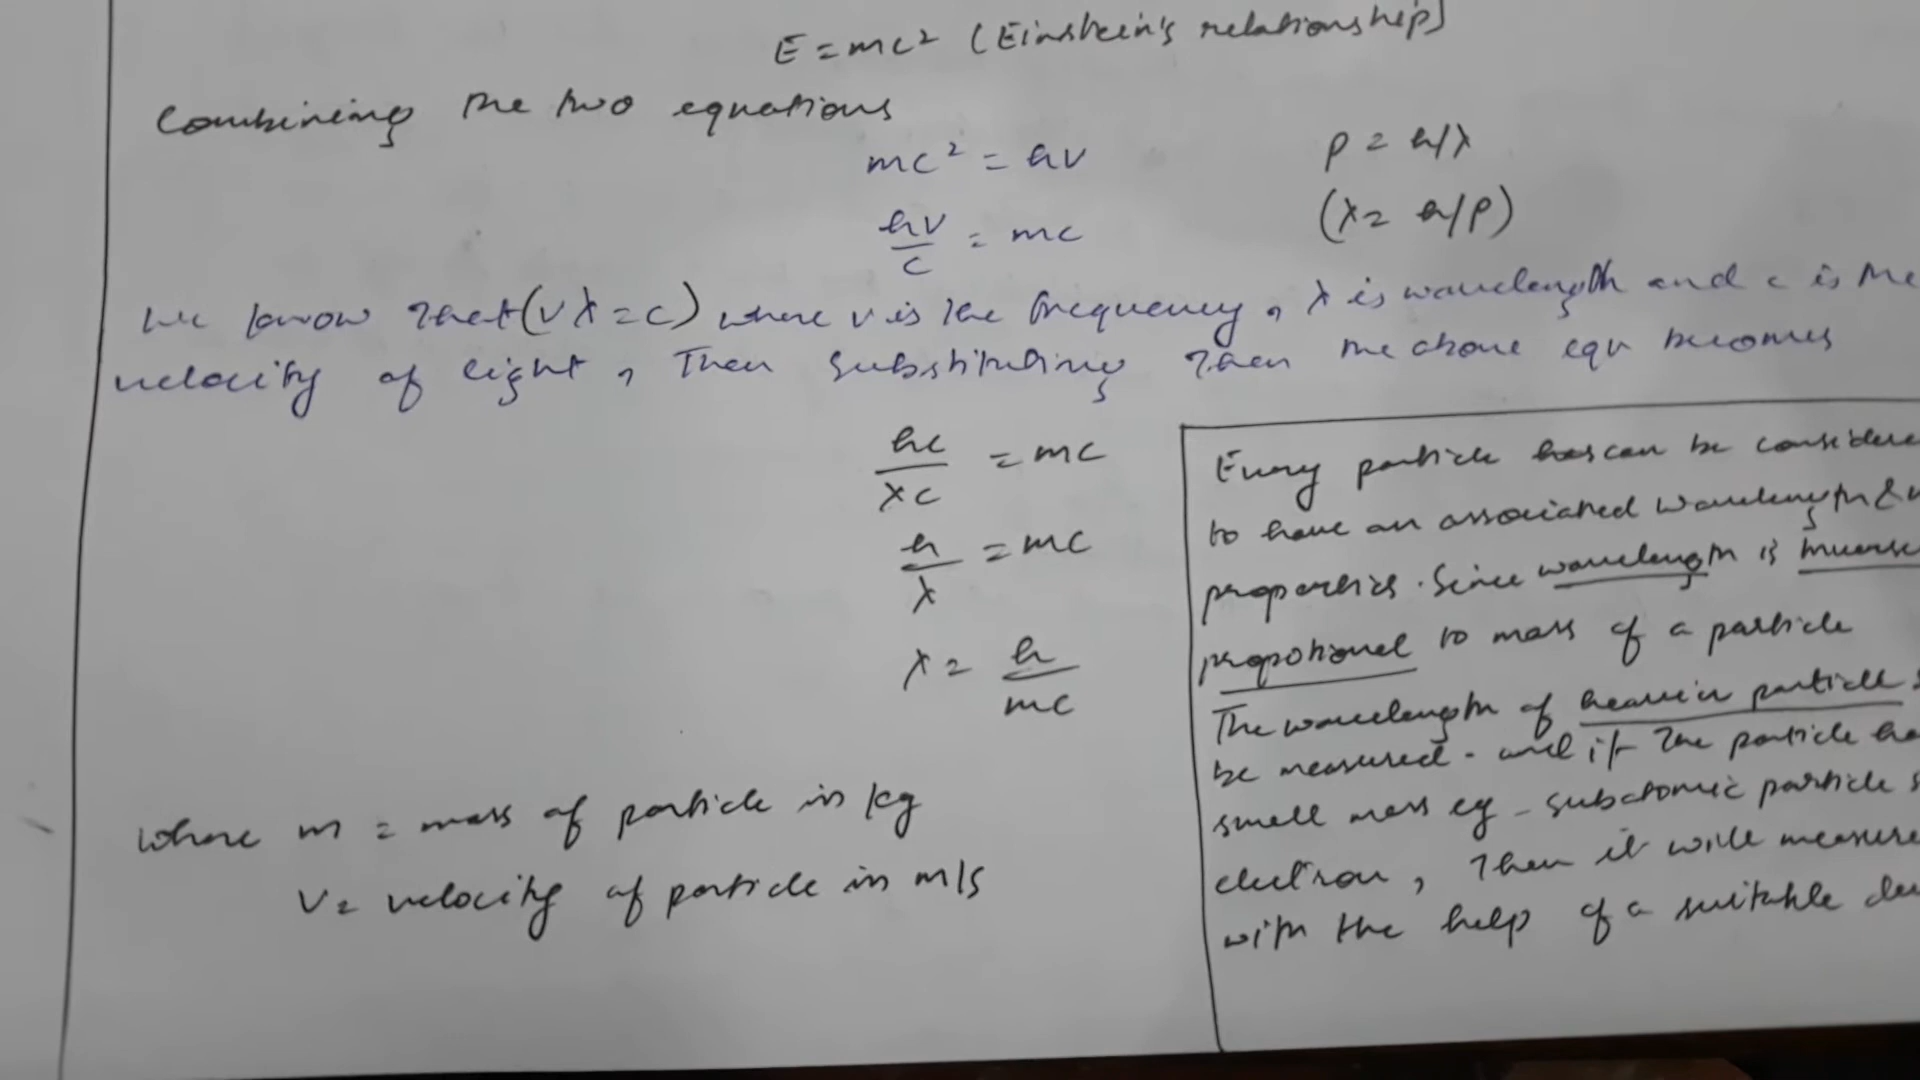 E = mc² (Einstein's relationship)
Combining the two equations
mc² = hν
p = h/λ
hν/c = mc
(λ = h/p)
We know that (νλ = c) where ν is the frequency, λ is wavelength and c is the
velocity of light, Then substituting then the above eqn becomes
hc/λc = mc
h/λ = mc
λ = h/mc
where m = mass of particle in kg
V = velocity of particle in m/s
Every particle has can be considere
to have an associated wavelength &
properties. Since wavelength is inverse
propotional to mass of a particle
The wavelength of heavier particle
be measured. and if the particle ha
small mass eg - subatomic particle
electron, Then it will measure
with the help of a suitable